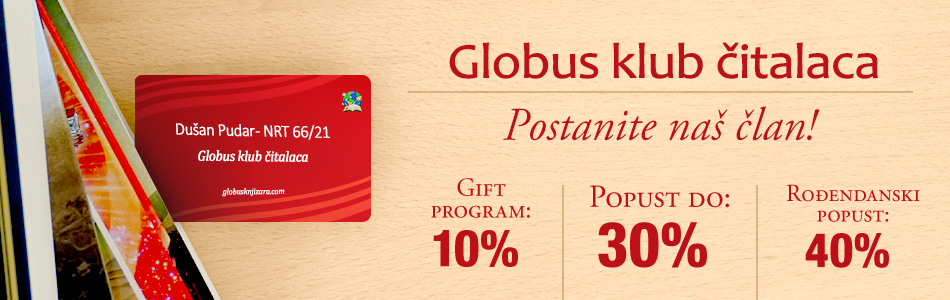 Globus klub čitalaca
Postanite naš član!
Dušan Pudar- NRT 66/21
Globus klub čitalaca
globusknjizara.com
GIFT
PROGRAM:
10%
POPUST DO:
30%
ROĐENDANSKI
POPUST:
40%